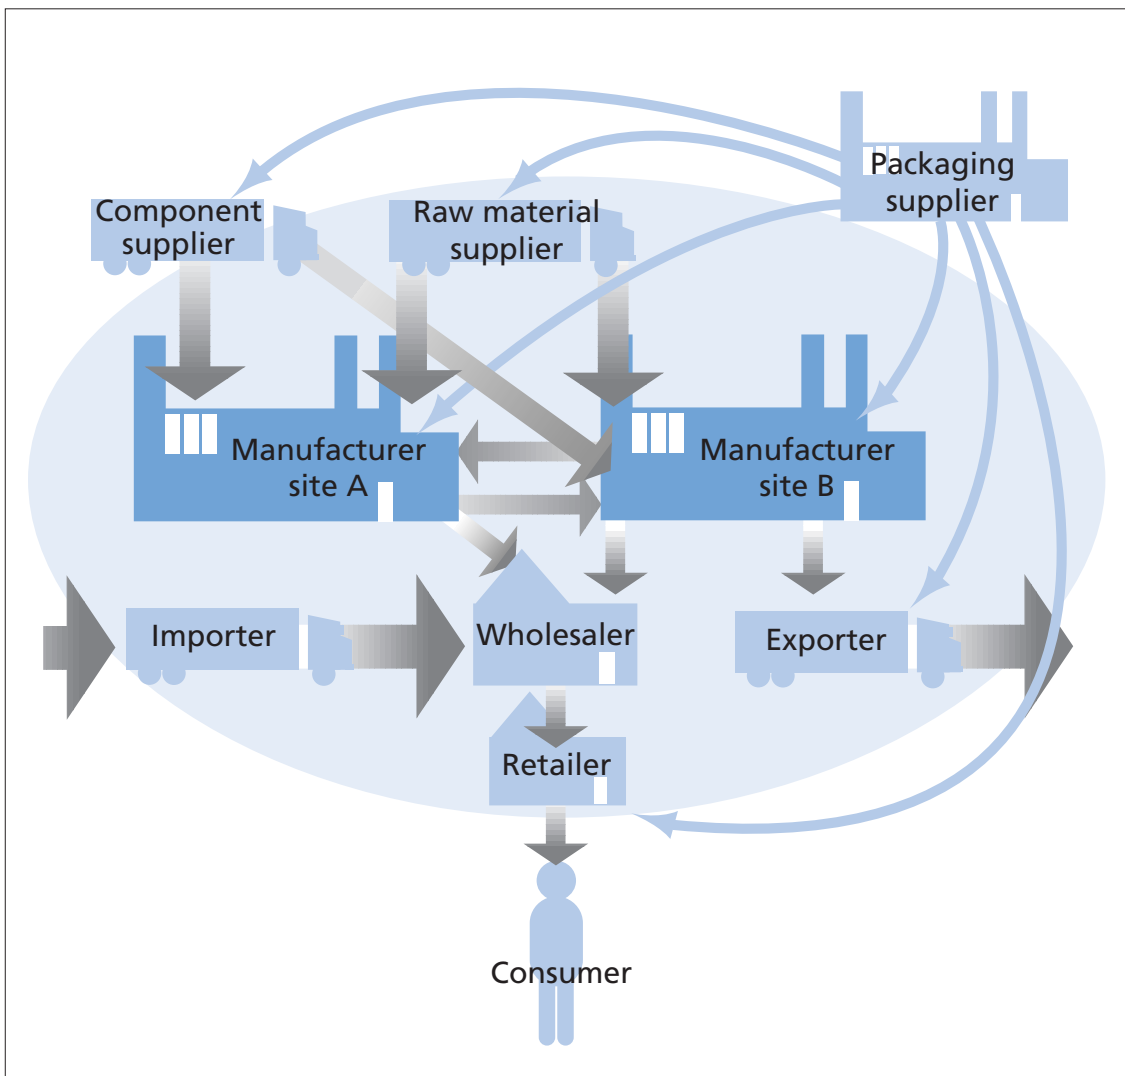 Packaging
supplier
Component
supplier
Raw material
supplier
Manufacturer
site A
Manufacturer
site B
Importer
Wholesaler
Exporter
Retailer
Consumer